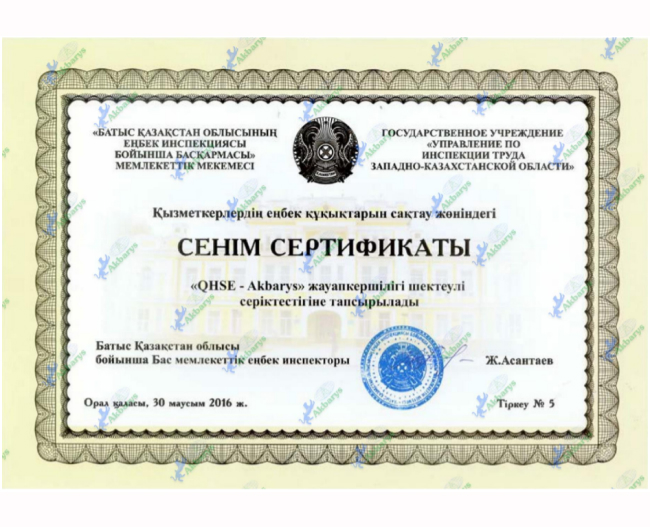 «БАТЫС ҚАЗАҚСТАН ОБЛЫСЫНЫҢ
ЕҢБЕК ИНСПЕКЦИЯСЫ
БОЙЫНША БАСҚАРМАСЫ»
МЕМЛЕКЕТТІК МЕКЕМЕСІ
ГОСУДАРСТВЕННОЕ УЧРЕЖДЕНИЕ
«УПРАВЛЕНИЕ ПО
ИНСПЕКЦИИ ТРУДА
ЗАПАДНО-КАЗАХСТАНСКОЙ ОБЛАСТИ»
Қызметкерлердің еңбек құқықтарын сақтау жөніндегі
СЕНІМ СЕРТИФИКАТЫ
«QHSE - Akbarys» жауапкершілігі шектеулі
серіктестігіне тапсырылады
Батыс Қазақстан облысы
бойынша Бас мемлекеттік еңбек инспекторы
Ж.Асантаев
Орал қаласы, 30 маусым 2016 ж.
Тіркеу № 5
Akbarys